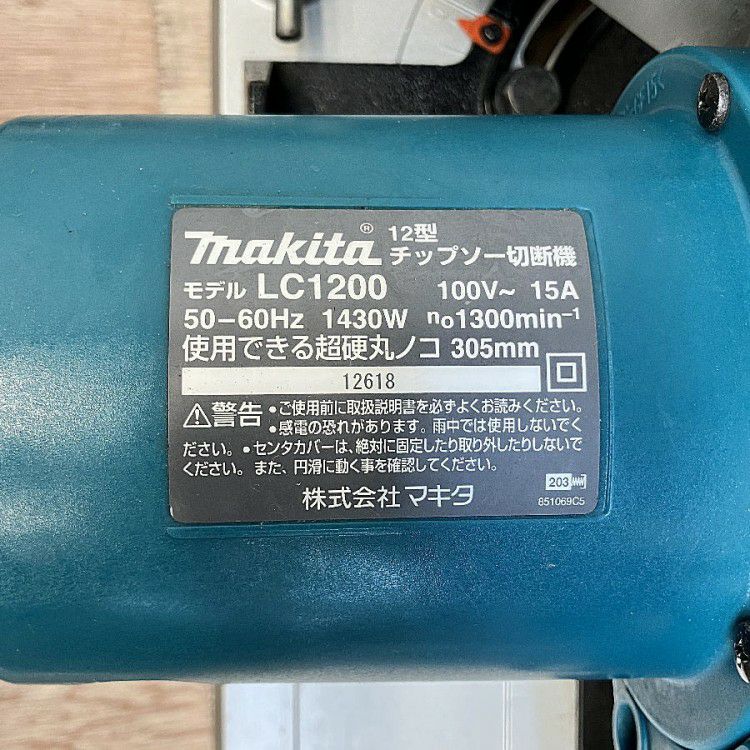 makita® 12型
チップソー切断機
モデル LC1200 100V～ 15A
50−60Hz 1430W n₀1300min⁻¹
使用できる超硬丸ノコ 305mm
12618
⚠警告 •ご使用前に取扱説明書を必ずよくお読みください。
•感電の恐れがあります。雨中では使用しないでく
ださい。•センタカバーは、絶対に固定したり取り外したりしないで
ください。また、円滑に動く事を確認してください。
203
株式会社マキタ
851069C5